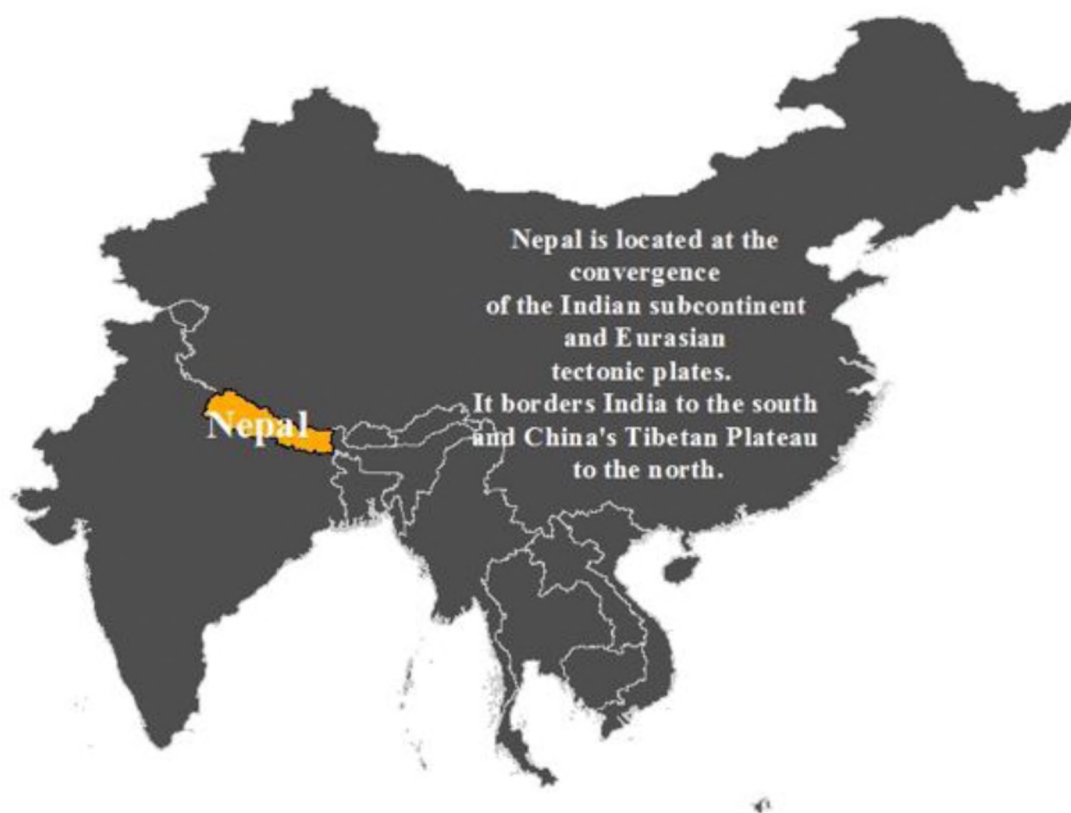 Nepal is located at the
convergence
of the Indian subcontinent
and Eurasian
tectonic plates.
It borders India to the south
and China's Tibetan Plateau
to the north.
Nepal